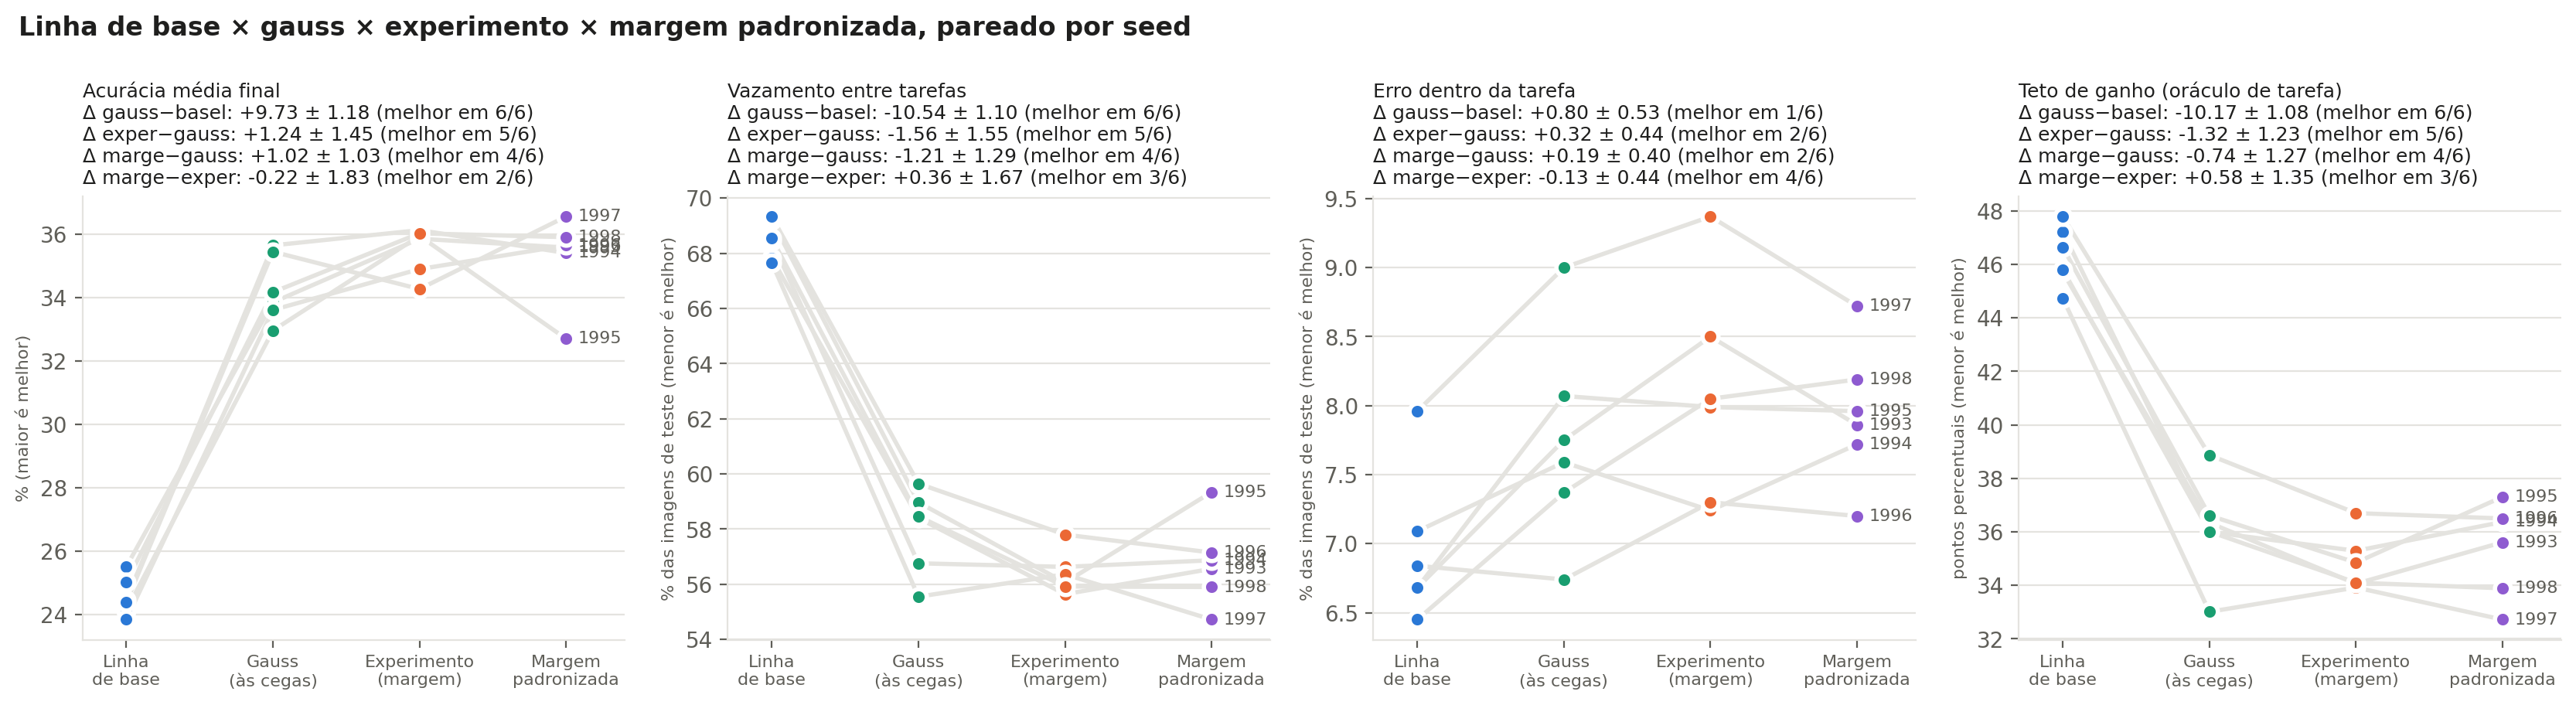 Linha de base × gauss × experimento × margem padronizada, pareado por seed
Acurácia média final
Δ gauss−basel: +9.73 ± 1.18 (melhor em 6/6)
Δ exper−gauss: +1.24 ± 1.45 (melhor em 5/6)
Δ marge−gauss: +1.02 ± 1.03 (melhor em 4/6)
Δ marge−exper: -0.22 ± 1.83 (melhor em 2/6)
% (maior é melhor)
36
34
32
30
28
26
24
1997
1998
1994
1995
Linha
de base
Gauss
(às cegas)
Experimento
(margem)
Margem
padronizada
Vazamento entre tarefas
Δ gauss−basel: -10.54 ± 1.10 (melhor em 6/6)
Δ exper−gauss: -1.56 ± 1.55 (melhor em 5/6)
Δ marge−gauss: -1.21 ± 1.29 (melhor em 4/6)
Δ marge−exper: +0.36 ± 1.67 (melhor em 3/6)
% das imagens de teste (menor é melhor)
70
68
66
64
62
60
58
56
54
1995
1996
1994
1993
1998
1997
Linha
de base
Gauss
(às cegas)
Experimento
(margem)
Margem
padronizada
Erro dentro da tarefa
Δ gauss−basel: +0.80 ± 0.53 (melhor em 1/6)
Δ exper−gauss: +0.32 ± 0.44 (melhor em 2/6)
Δ marge−gauss: +0.19 ± 0.40 (melhor em 2/6)
Δ marge−exper: -0.13 ± 0.44 (melhor em 4/6)
% das imagens de teste (menor é melhor)
9.5
9.0
8.5
8.0
7.5
7.0
6.5
1997
1998
1995
1993
1994
1996
Linha
de base
Gauss
(às cegas)
Experimento
(margem)
Margem
padronizada
Teto de ganho (oráculo de tarefa)
Δ gauss−basel: -10.17 ± 1.08 (melhor em 6/6)
Δ exper−gauss: -1.32 ± 1.23 (melhor em 5/6)
Δ marge−gauss: -0.74 ± 1.27 (melhor em 4/6)
Δ marge−exper: +0.58 ± 1.35 (melhor em 3/6)
pontos percentuais (menor é melhor)
48
46
44
42
40
38
36
34
32
1995
1996
1994
1993
1998
1997
Linha
de base
Gauss
(às cegas)
Experimento
(margem)
Margem
padronizada